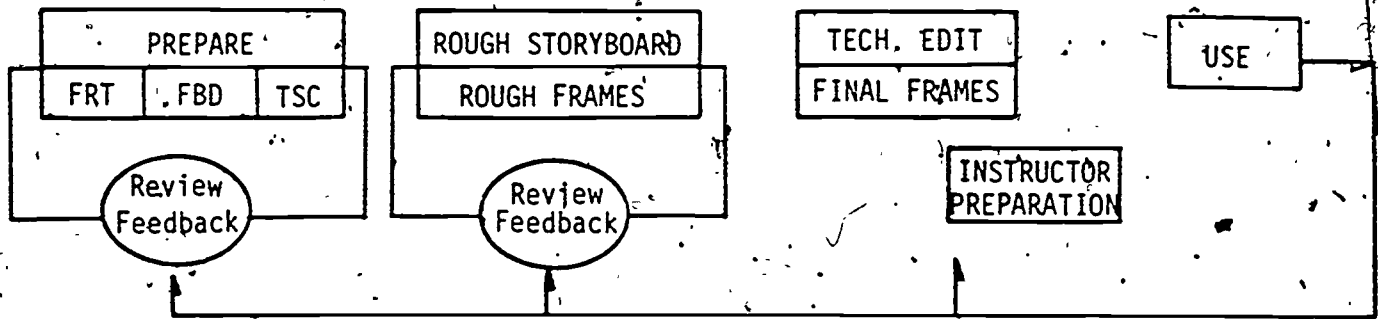 PREPARE
FRT FBD TSC
Review
Feedback
ROUGH STORYBOARD
ROUGH FRAMES
Review
Feedback
TECH. EDIT
FINAL FRAMES
INSTRUCTOR
PREPARATION
USE